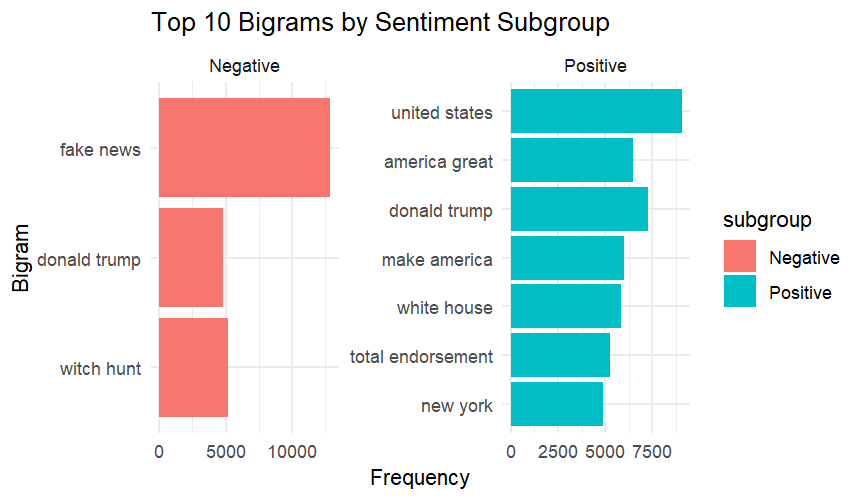 Top 10 Bigrams by Sentiment Subgroup
Negative
Positive
Bigram
fake news
donald trump
witch hunt
united states
america great
donald trump
make america
white house
total endorsement
new york
0 5000 10000
0 2500 5000 7500
Frequency
subgroup
Negative
Positive